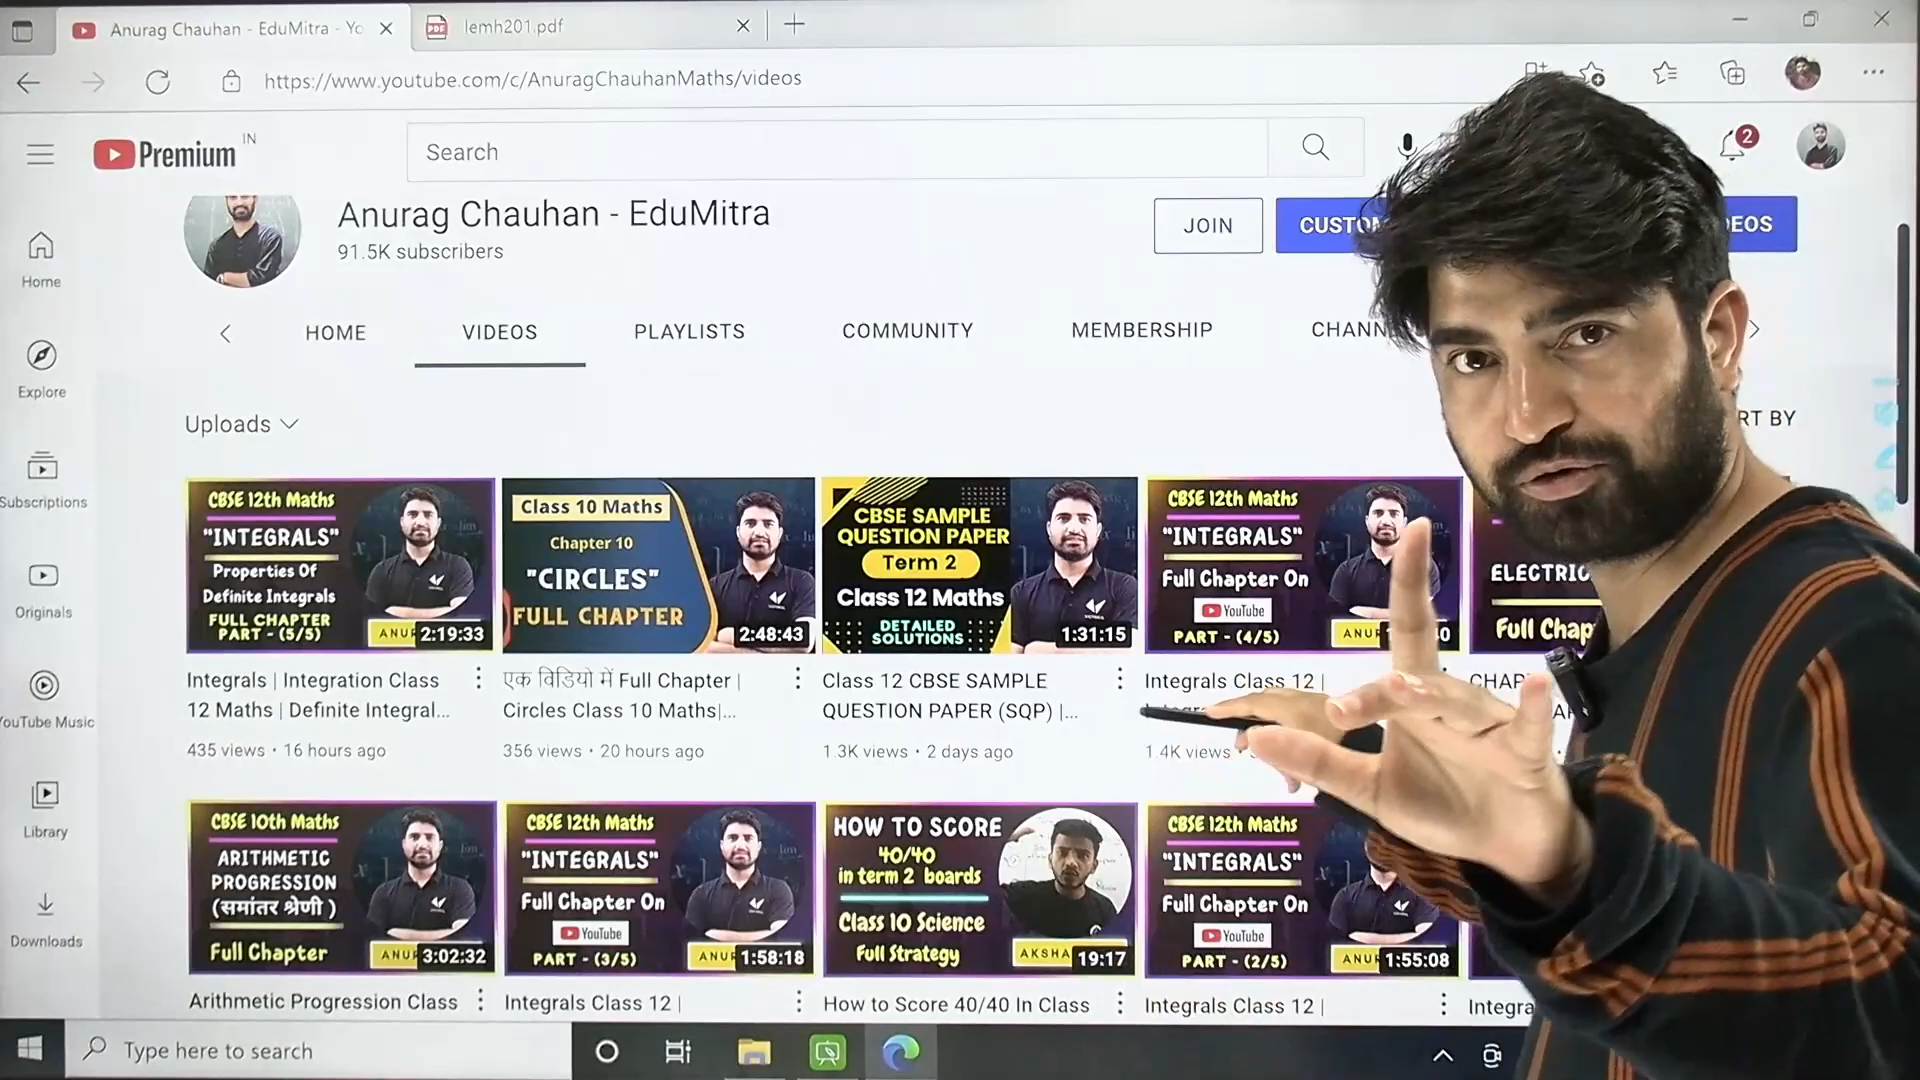 Anurag Chauhan - EduMitra - Yo
lemh201.pdf
https://www.youtube.com/c/AnuragChauhanMaths/videos
Premium IN
Search
2
Anurag Chauhan - EduMitra
91.5K subscribers
JOIN
HOME
VIDEOS
PLAYLISTS
COMMUNITY
MEMBERSHIP
Uploads
Home
Explore
Subscriptions
Originals
YouTube Music
Library
Downloads
CBSE 12th Maths
"INTEGRALS"
Properties Of
Definite Integrals
FULL CHAPTER
PART - (5/5)
2:19:33
Integrals | Integration Class
12 Maths | Definite Integral...
435 views • 16 hours ago
Class 10 Maths
Chapter 10
"CIRCLES"
FULL CHAPTER
2:48:43
एक विडियो में Full Chapter |
Circles Class 10 Maths|...
356 views • 20 hours ago
CBSE SAMPLE
QUESTION PAPER
Term 2
Class 12 Maths
DETAILED
SOLUTIONS
1:31:15
Class 12 CBSE SAMPLE
QUESTION PAPER (SQP) |...
1.3K views • 2 days ago
CBSE 12th Maths
"INTEGRALS"
Full Chapter On
YouTube
PART - (4/5)
Integrals Class 12 |
1.4K views
ELECTRIC
Full Chap
CBSE 10th Maths
ARITHMETIC
PROGRESSION
(समांतर श्रेणी )
Full Chapter
3:02:32
Arithmetic Progression Class
CBSE 12th Maths
"INTEGRALS"
Full Chapter On
YouTube
PART - (3/5)
1:58:18
Integrals Class 12 |
HOW TO SCORE
40/40
in term 2 boards
Class 10 Science
Full Strategy
AKSHA
19:17
How to Score 40/40 In Class
CBSE 12th Maths
"INTEGRALS"
Full Chapter On
YouTube
PART - (2/5)
1:55:08
Integrals Class 12 |
Integra
Type here to search